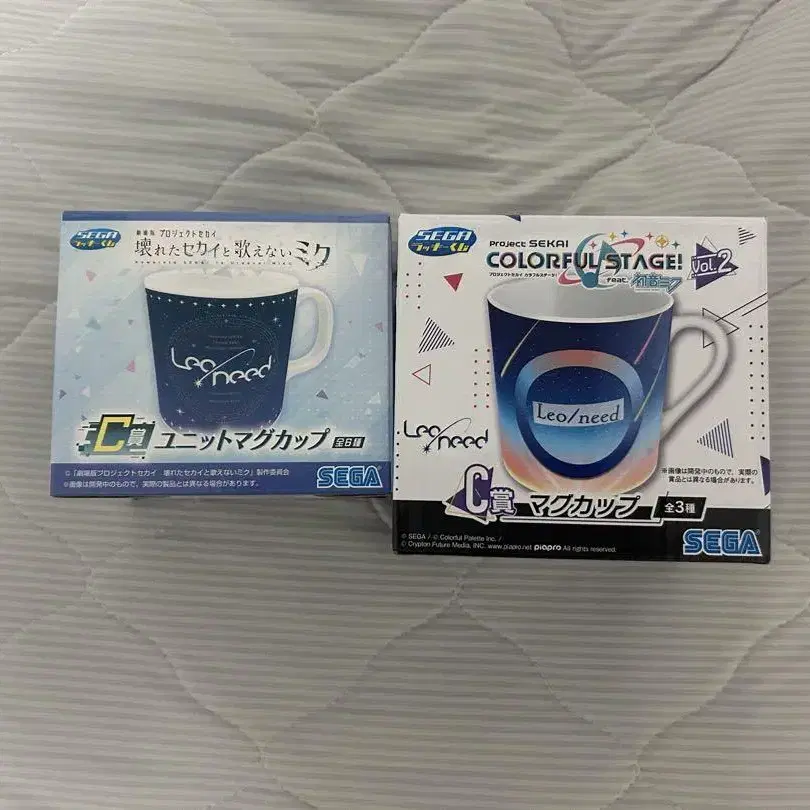 SEGA
ラッキーくじ
劇場版 プロジェクトセカイ
壊れたセカイと歌えないミク
Leo/need
C賞
ユニットマグカップ 全6種
©「劇場版プロジェクトセカイ 壊れたセカイと歌えないミク」製作委員会
※画像は開発中のもので、実際の製品とは異なる場合があります。
SEGA
SEGA
ラッキーくじ
Project SEKAI
COLORFUL STAGE!
プロジェクトセカイ カラフルステージ!
feat. 初音ミク
Vol.2
Leo/need
Leo/need
C賞
マグカップ 全3種
※画像は開発中のもので、実際の
賞品とは異なる場合があります。
© SEGA / © Colorful Palette Inc. /
© Crypton Future Media, INC. www.piapro.net piapro All rights reserved.
SEGA